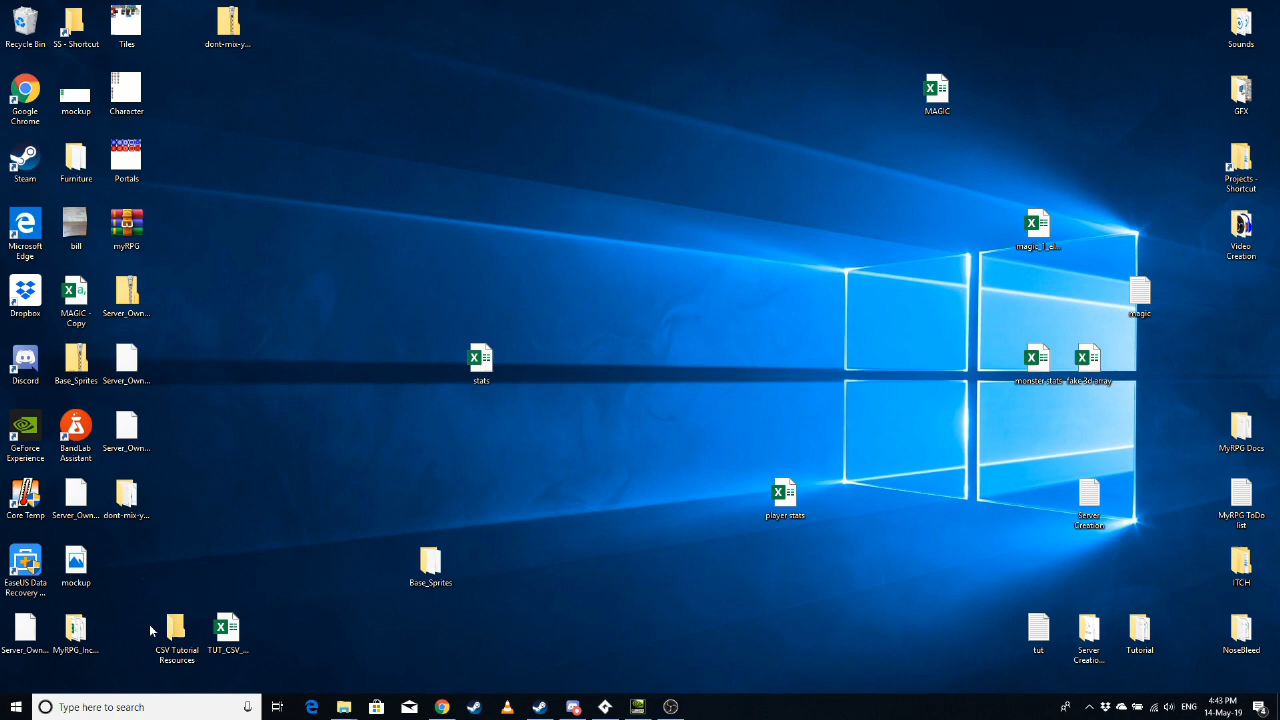 Recycle Bin
SS - Shortcut
Tiles
dont-mix-y...
Sounds
Google
Chrome
mockup
Character
MAGIC
GFX
Steam
Furniture
Portals
Projects -
Shortcut
Microsoft
Edge
bill
myRPG
magic_1_el...
Video
Creation
Dropbox
MAGIC -
Copy
Server_Own...
magic
Discord
Base_Sprites
Server_Own...
stats
monster stats
fake 3d array
GeForce
Experience
BandLab
Assistant
Server_Own...
MyRPG Docs
Core Temp
Server_Own...
dont-mix-y...
player stats
Server
Creation
MyRPG ToDo
list
EaseUS Data
Recovery ...
mockup
Base_Sprites
ITCH
Server_Own...
MyRPG_Inc...
CSV Tutorial
Resources
TUT_CSV_...
tut
Server
Creatio...
Tutorial
NoseBleed
Type here to search
ENG
4:43 PM
14-May-19